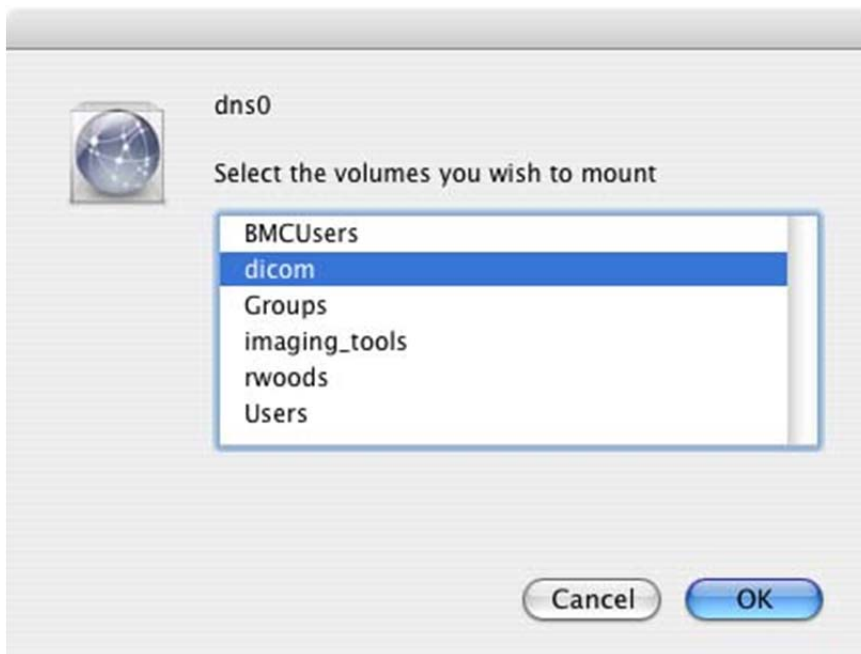 dns0
Select the volumes you wish to mount
BMCUsers
dicom
Groups
imaging_tools
rwoods
Users
Cancel
OK